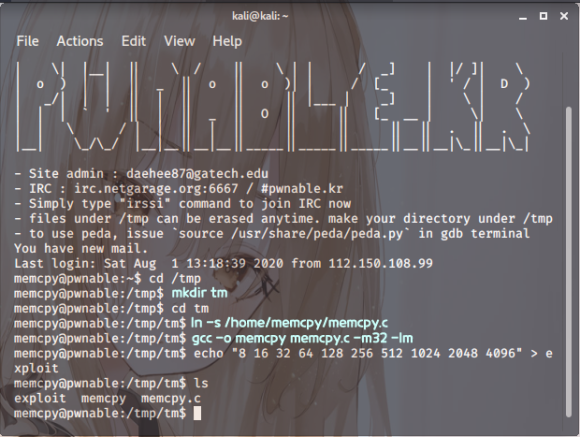 kali@kali: ~
File Actions Edit View Help
PWNABLE.KR
- Site admin : daehee87@gatech.edu
- IRC : irc.netgarage.org:6667 / #pwnable.kr
- Simply type "irssi" command to join IRC now
- files under /tmp can be erased anytime. make your directory under /tmp
- to use peda, issue `source /usr/share/peda/peda.py` in gdb terminal
You have new mail.
Last login: Sat Aug  1 13:18:39 2020 from 112.150.108.99
memcpy@pwnable:~$ cd /tmp
memcpy@pwnable:/tmp$ mkdir tm
memcpy@pwnable:/tmp$ cd tm
memcpy@pwnable:/tmp/tm$ ln -s /home/memcpy/memcpy.c
memcpy@pwnable:/tmp/tm$ gcc -o memcpy memcpy.c -m32 -lm
memcpy@pwnable:/tmp/tm$ echo "8 16 32 64 128 256 512 1024 2048 4096" > e
xploit
memcpy@pwnable:/tmp/tm$ ls
exploit  memcpy  memcpy.c
memcpy@pwnable:/tmp/tm$